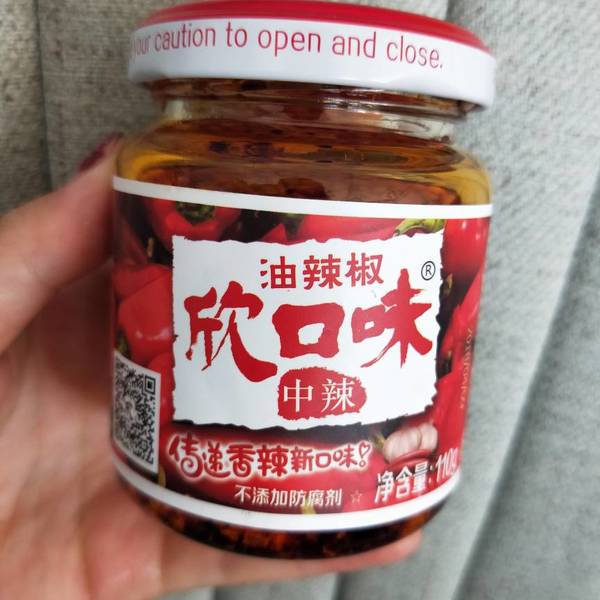 your caution to open and close.
油辣椒
欣口味®
中辣
传递香辣新口味!
不添加防腐剂 ☆
净含量:110g